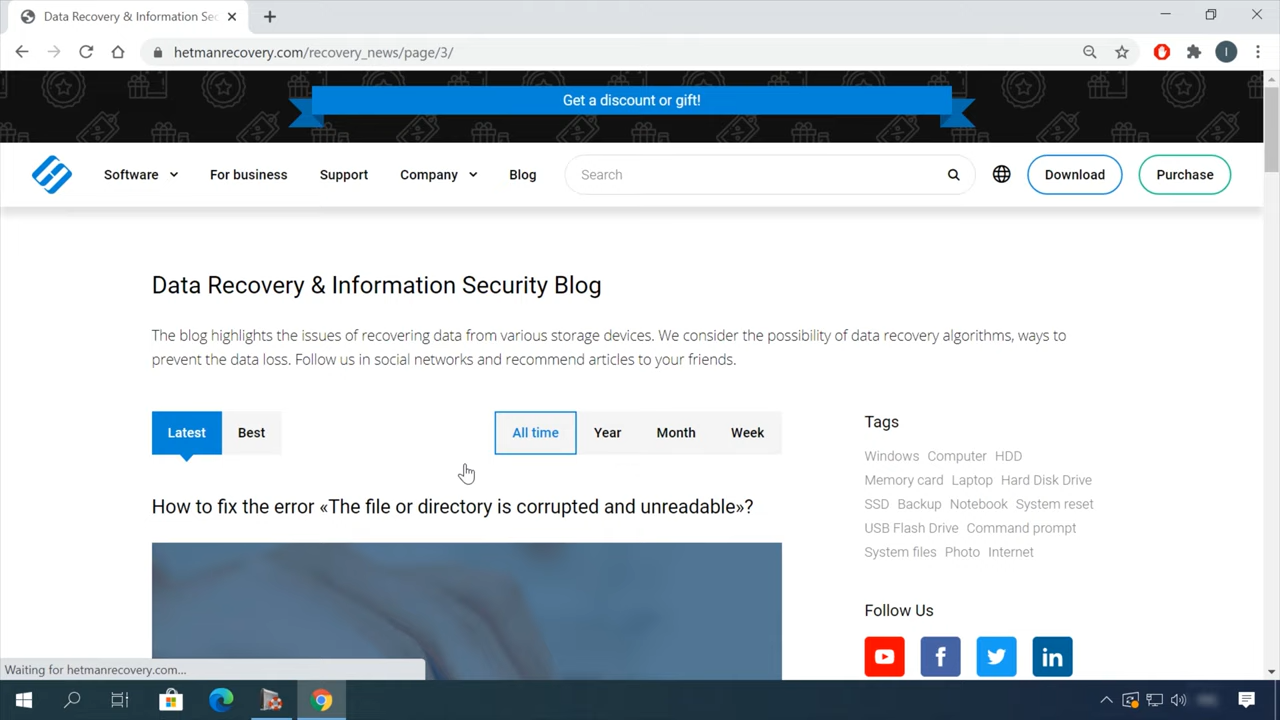 Data Recovery & Information Sec
hetmanrecovery.com/recovery_news/page/3/
I
Get a discount or gift!
Software For business Support Company Blog Search Download Purchase
Data Recovery & Information Security Blog
The blog highlights the issues of recovering data from various storage devices. We consider the possibility of data recovery algorithms, ways to
prevent the data loss. Follow us in social networks and recommend articles to your friends.
Latest Best All time Year Month Week
How to fix the error «The file or directory is corrupted and unreadable»?
Tags
Windows Computer HDD
Memory card Laptop Hard Disk Drive
SSD Backup Notebook System reset
USB Flash Drive Command prompt
System files Photo Internet
Follow Us
Waiting for hetmanrecovery.com...